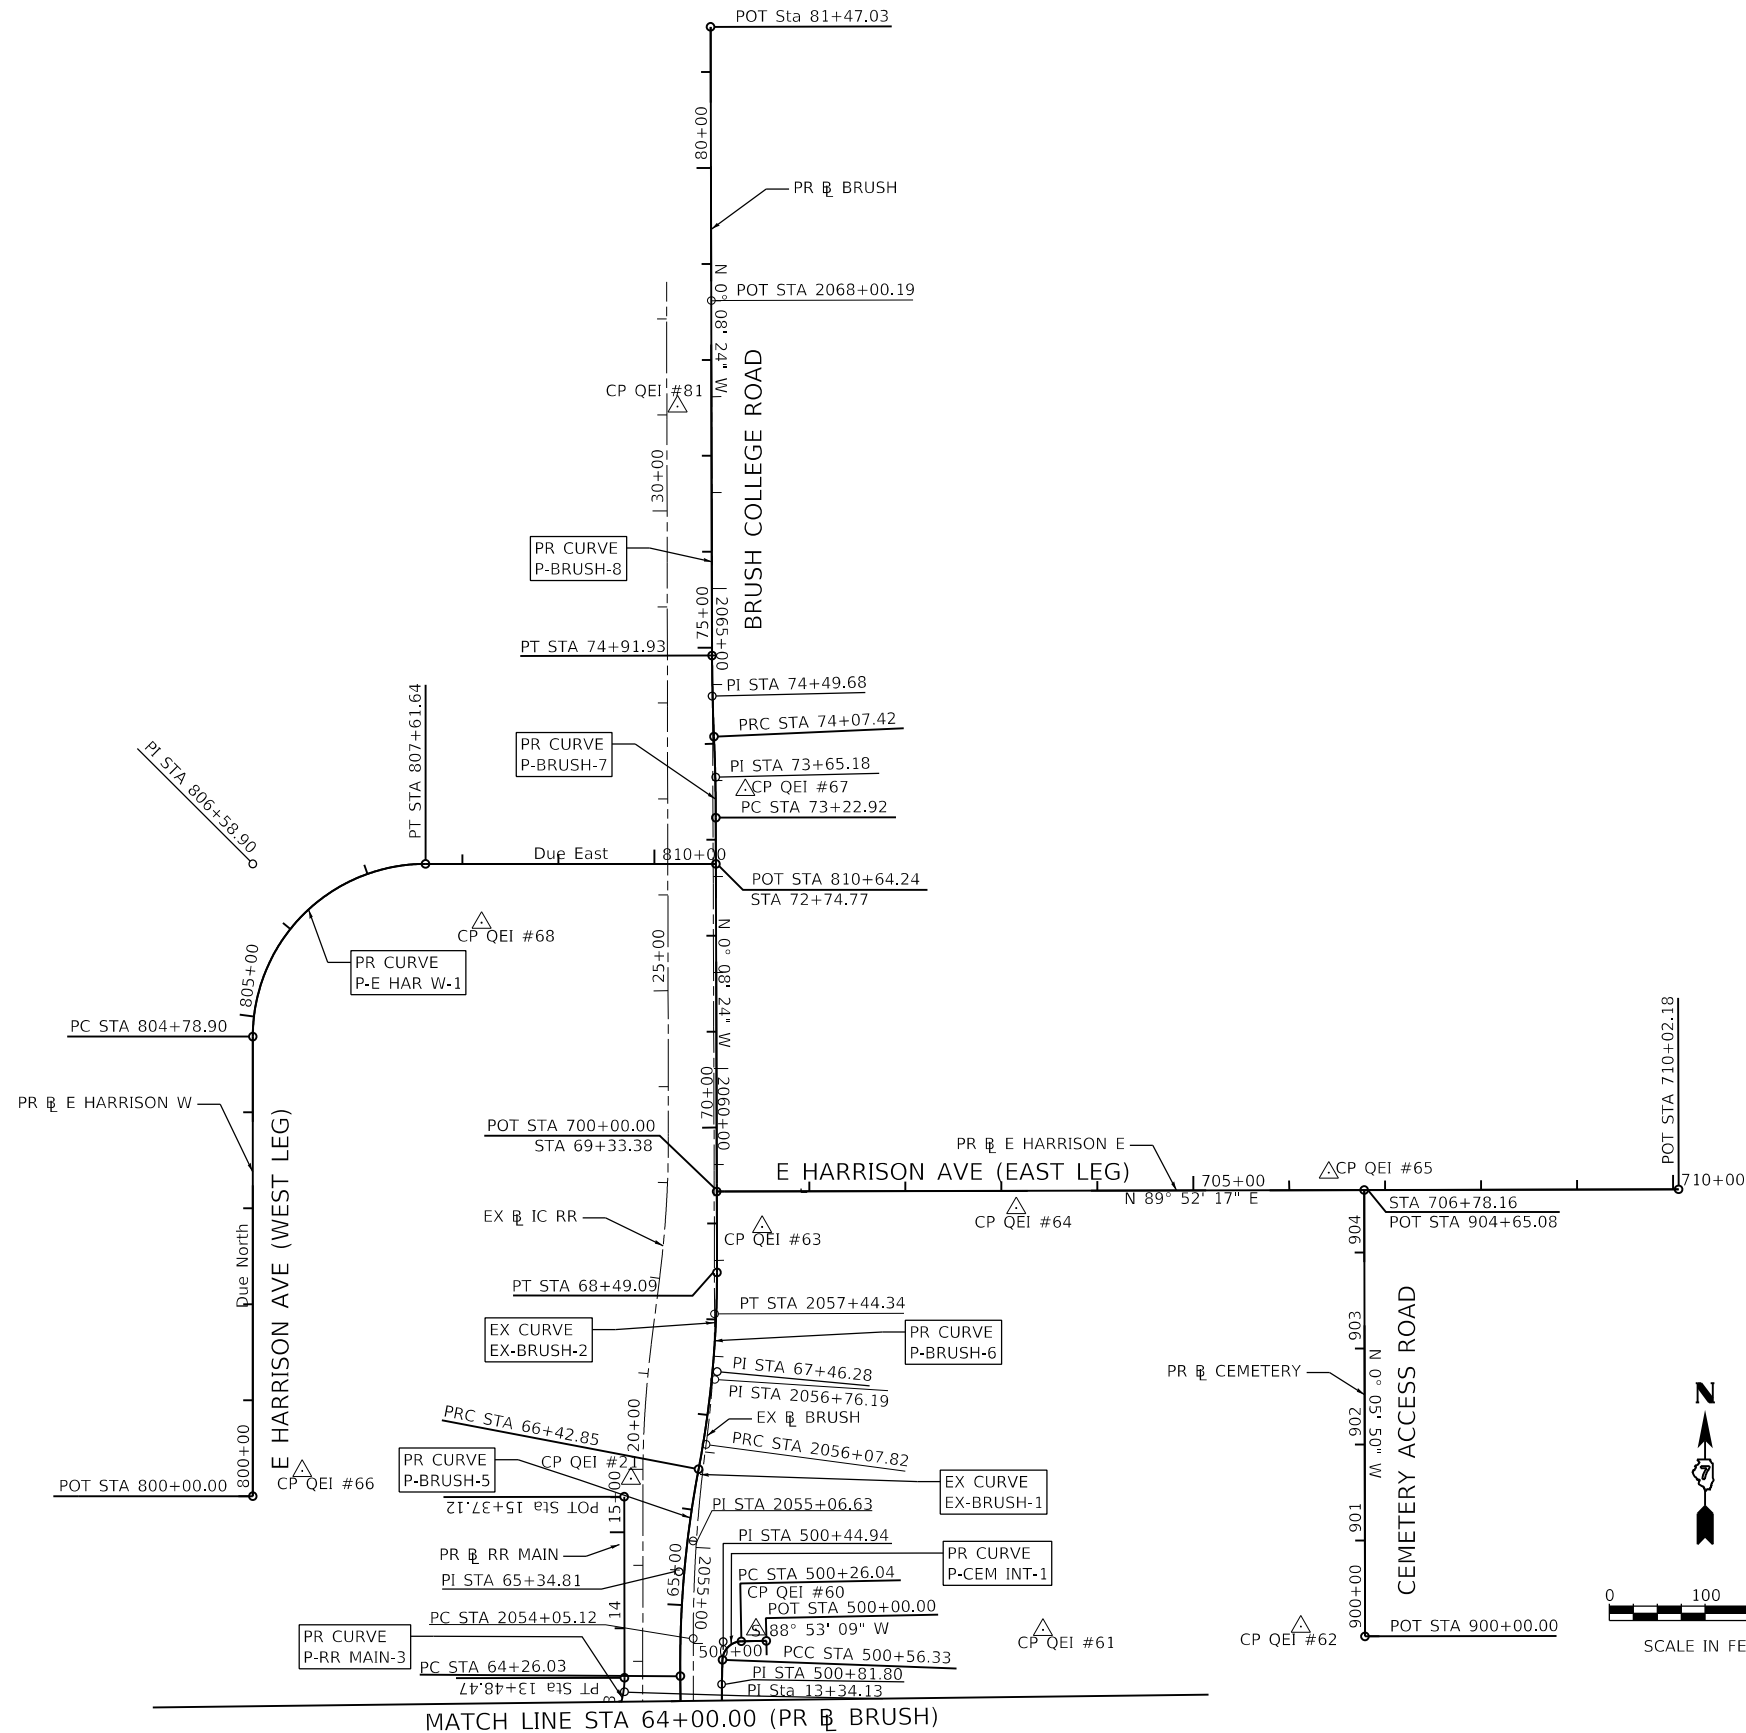 POT Sta 81+47.03
80+00
PR BL BRUSH
N 0° 08' 24" W
POT STA 2068+00.19
BRUSH COLLEGE ROAD
CP QEI #81
30+00
PR CURVE
P-BRUSH-8
75+00
2065+00
PT STA 74+91.93
PI STA 74+49.68
PRC STA 74+07.42
PR CURVE
P-BRUSH-7
PI STA 73+65.18
CP QEI #67
PC STA 73+22.92
PI STA 806+58.90
PT STA 807+61.64
Due East
810+00
POT STA 810+64.24
STA 72+74.77
CP QEI #68
PR CURVE
P-E HAR W-1
805+00
25+00
N 0° 08' 24" W
PC STA 804+78.90
PR BL E HARRISON W
E HARRISON AVE (WEST LEG)
Due North
800+00
POT STA 800+00.00
CP QEI #66
70+00
2060+00
POT STA 700+00.00
STA 69+33.38
PR BL E HARRISON E
E HARRISON AVE (EAST LEG)
N 89° 52' 17" E
705+00
CP QEI #65
POT STA 710+02.18
710+00
STA 706+78.16
POT STA 904+65.08
EX BL IC RR
CP QEI #63
CP QEI #64
904
PT STA 68+49.09
PT STA 2057+44.34
EX CURVE
EX-BRUSH-2
PR CURVE
P-BRUSH-6
PI STA 67+46.28
PI STA 2056+76.19
903
N 0° 05' 50" W
PR BL CEMETERY
CEMETERY ACCESS ROAD
902
901
900+00
POT STA 900+00.00
EX BL BRUSH
PRC STA 66+42.85
20+00
PRC STA 2056+07.82
PR CURVE
P-BRUSH-5
CP QEI #21
EX CURVE
EX-BRUSH-1
POT Sta 15+37.12
15+00
PI STA 2055+06.63
PI STA 500+44.94
PR BL RR MAIN
PI STA 65+34.81
65+00
2055+00
PR CURVE
P-CEM INT-1
PC STA 500+26.04
CP QEI #60
POT STA 500+00.00
S 88° 53' 09" W
500+00
PC STA 2054+05.12
14
PR CURVE
P-RR MAIN-3
PCC STA 500+56.33
PC STA 64+26.03
PI STA 500+81.80
PT Sta 13+48.47
PI Sta 13+34.13
CP QEI #61
CP QEI #62
MATCH LINE STA 64+00.00 (PR BL BRUSH)
N
7
0 100
SCALE IN FE